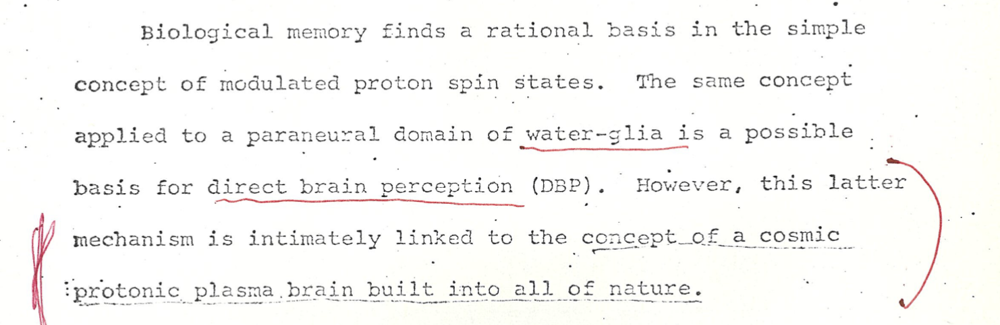 Biological memory finds a rational basis in the simple
concept of modulated proton spin states. The same concept
applied to a paraneural domain of water-glia is a possible
basis for direct brain perception (DBP). However, this latter
mechanism is intimately linked to the concept of a cosmic
protonic plasma brain built into all of nature.